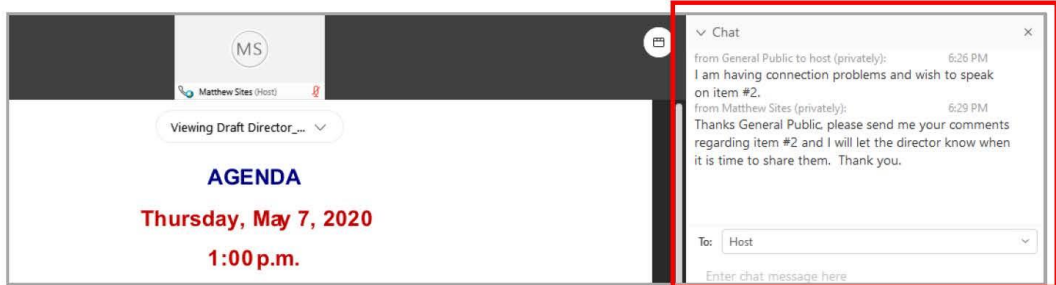 MS
Matthew Sites (Host)
Viewing Draft Director_...
AGENDA
Thursday, May 7, 2020
1:00 p.m.
Chat
from General Public to host (privately): 6:26 PM
I am having connection problems and wish to speak
on item #2.
from Matthew Sites (privately): 6:29 PM
Thanks General Public, please send me your comments
regarding item #2 and I will let the director know when
it is time to share them. Thank you.
To: Host
Enter chat message here